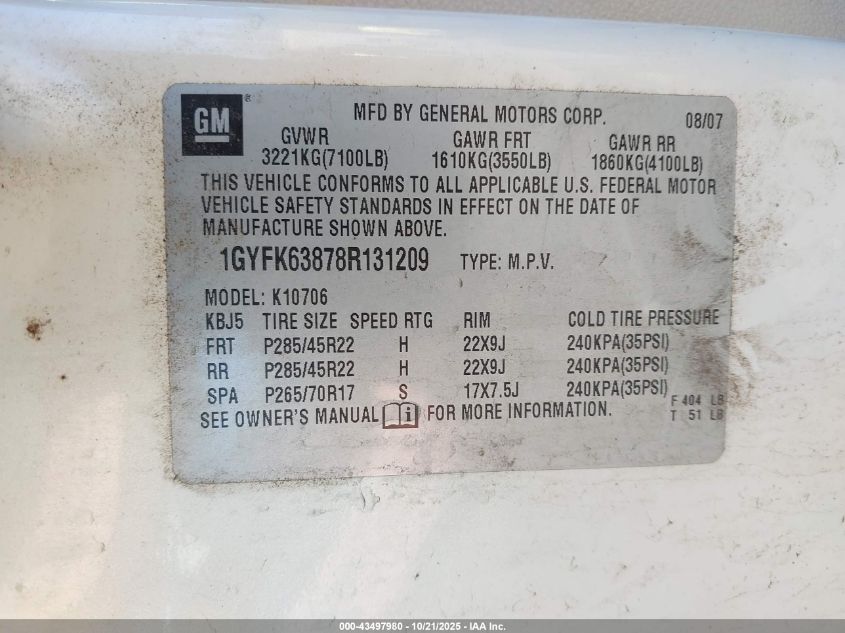 GM ® MFD BY GENERAL MOTORS CORP. 08/07
GVWR GAWR FRT GAWR RR
3221KG(7100LB) 1610KG(3550LB) 1860KG(4100LB)
THIS VEHICLE CONFORMS TO ALL APPLICABLE U.S. FEDERAL MOTOR
VEHICLE SAFETY STANDARDS IN EFFECT ON THE DATE OF
MANUFACTURE SHOWN ABOVE.
1GYFK63878R131209 TYPE: M.P.V.
MODEL: K10706
KBJ5 TIRE SIZE SPEED RTG RIM COLD TIRE PRESSURE
FRT P285/45R22 H 22X9J 240KPA(35PSI)
RR P285/45R22 H 22X9J 240KPA(35PSI)
SPA P265/70R17 S 17X7.5J 240KPA(35PSI)
F 404 LB
SEE OWNER'S MANUAL i FOR MORE INFORMATION.
T 51 LB
000-43497980 - 10/21/2025 - IAA Inc.